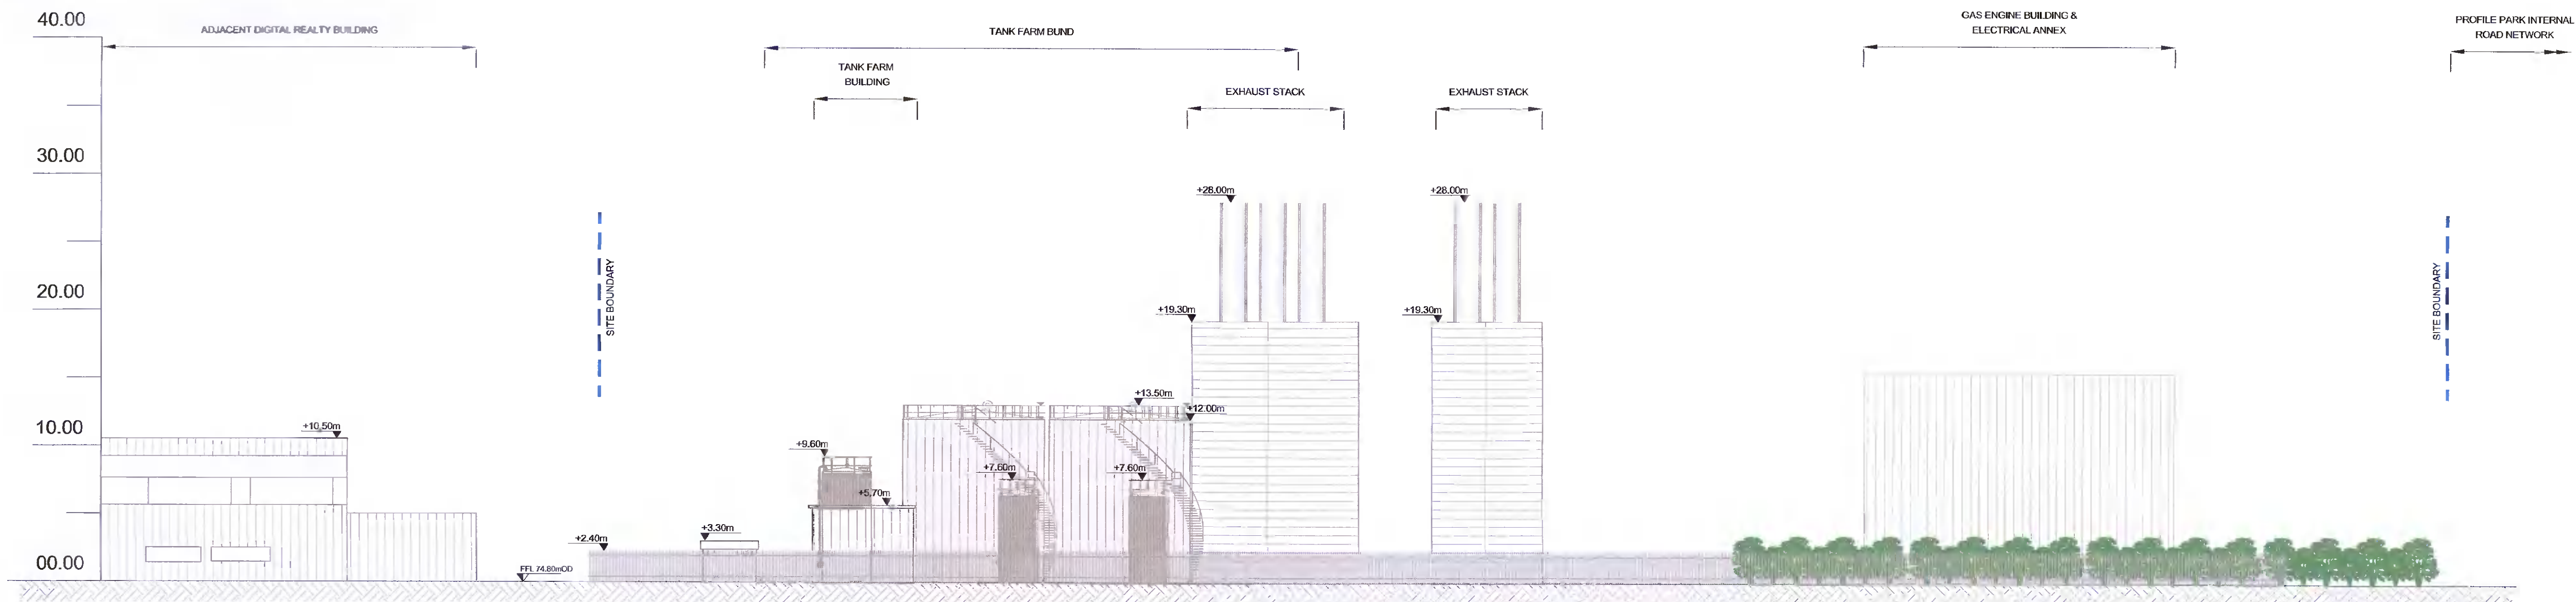 40.00
30.00
20.00
10.00
00.00
ADJACENT DIGITAL REALTY BUILDING
TANK FARM BUND
TANK FARM
BUILDING
EXHAUST STACK
EXHAUST STACK
GAS ENGINE BUILDING &
ELECTRICAL ANNEX
PROFILE PARK INTERNAL
ROAD NETWORK
+28.00m
+28.00m
SITE BOUNDARY
SITE BOUNDARY
+19.30m
+19.30m
+13.50m
+12.00m
+10.50m
+9.60m
+7.60m
+7.60m
+5.70m
+3.30m
+2.40m
FFL 74.80mOD